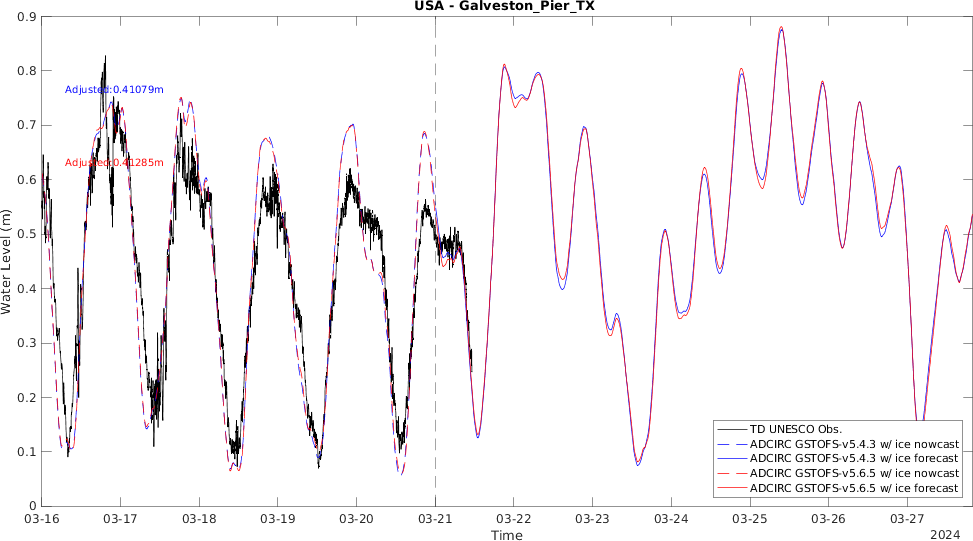 USA - Galveston_Pier_TX
0.9
0.8
0.7
0.6
0.5
0.4
0.3
0.2
0.1
0
Water Level (m)
Adjusted:0.41079m
Adjusted:0.41285m
TD UNESCO Obs.
ADCIRC GSTOFS-v5.4.3 w/ ice nowcast
ADCIRC GSTOFS-v5.4.3 w/ ice forecast
ADCIRC GSTOFS-v5.6.5 w/ ice nowcast
ADCIRC GSTOFS-v5.6.5 w/ ice forecast
03-16 03-17 03-18 03-19 03-20 03-21 03-22 03-23 03-24 03-25 03-26 03-27
Time
2024